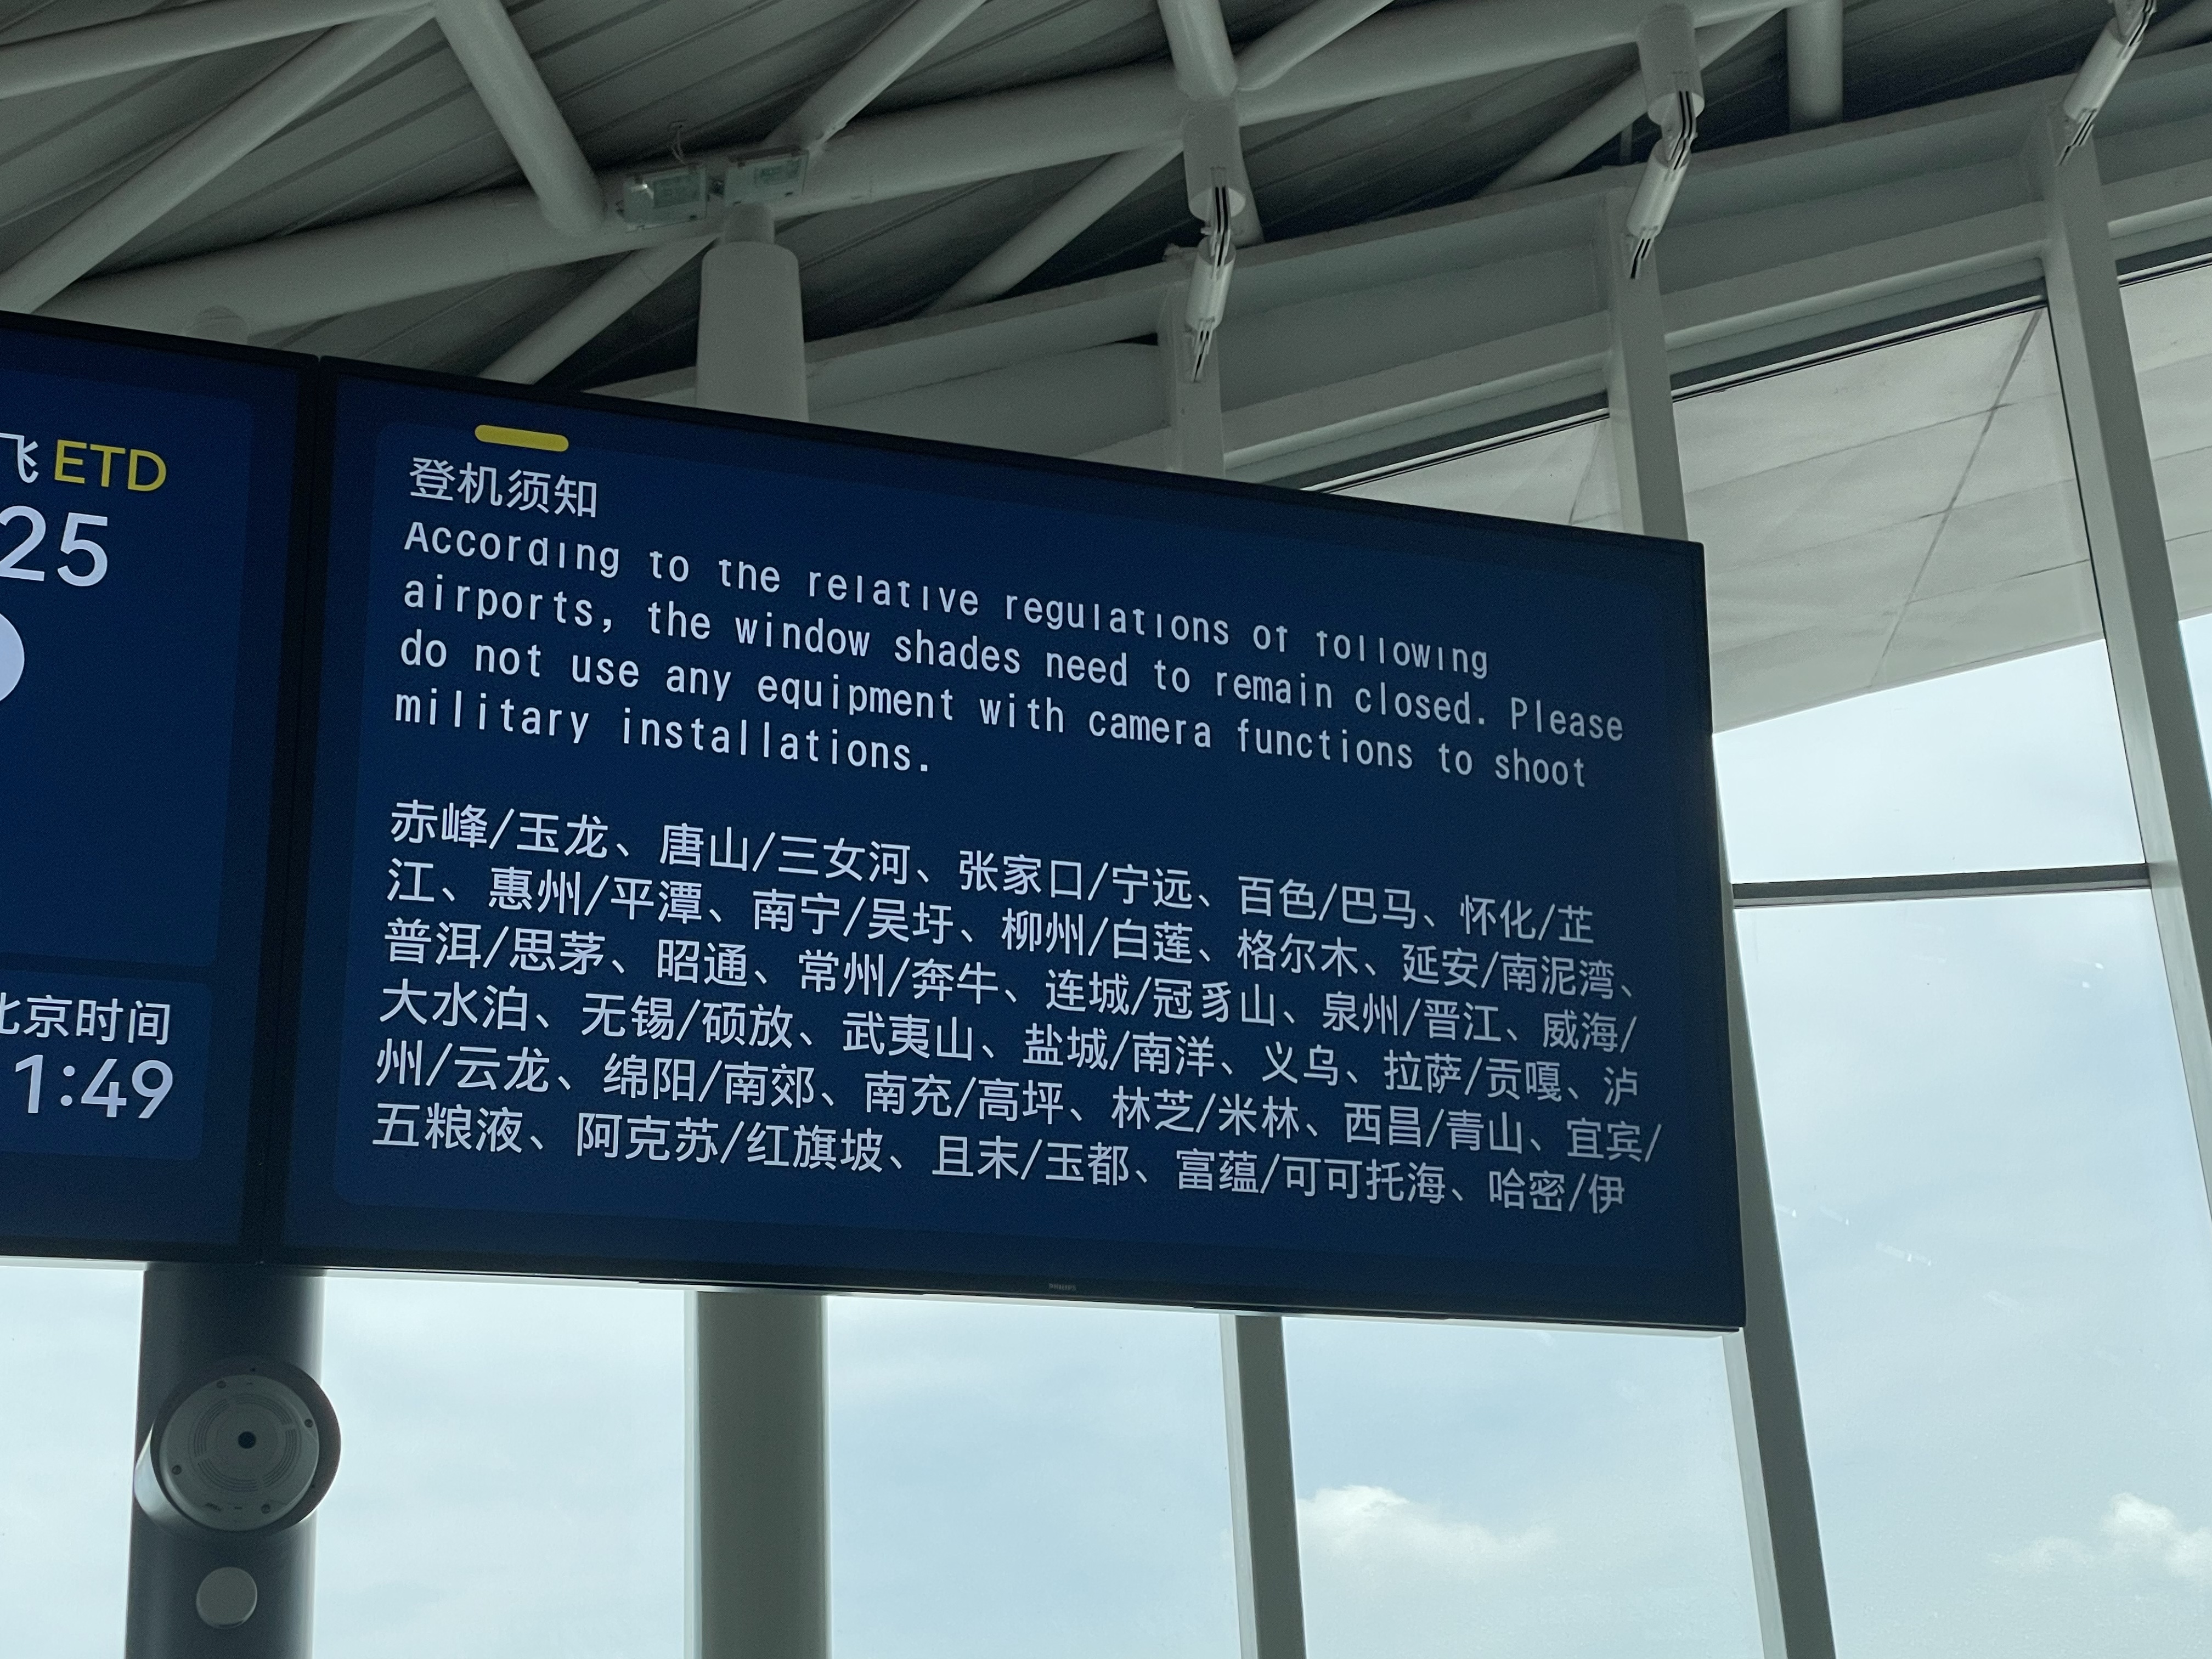 飞 ETD
25
北京时间
1:49
登机须知
According to the relative regulations of following
airports, the window shades need to remain closed. Please
do not use any equipment with camera functions to shoot
military installations.
赤峰/玉龙、唐山/三女河、张家口/宁远、百色/巴马、怀化/芷
江、惠州/平潭、南宁/吴圩、柳州/白莲、格尔木、延安/南泥湾、
普洱/思茅、昭通、常州/奔牛、连城/冠豸山、泉州/晋江、威海/
大水泊、无锡/硕放、武夷山、盐城/南洋、义乌、拉萨/贡嘎、泸
州/云龙、绵阳/南郊、南充/高坪、林芝/米林、西昌/青山、宜宾/
五粮液、阿克苏/红旗坡、且末/玉都、富蕴/可可托海、哈密/伊
PHILIPS